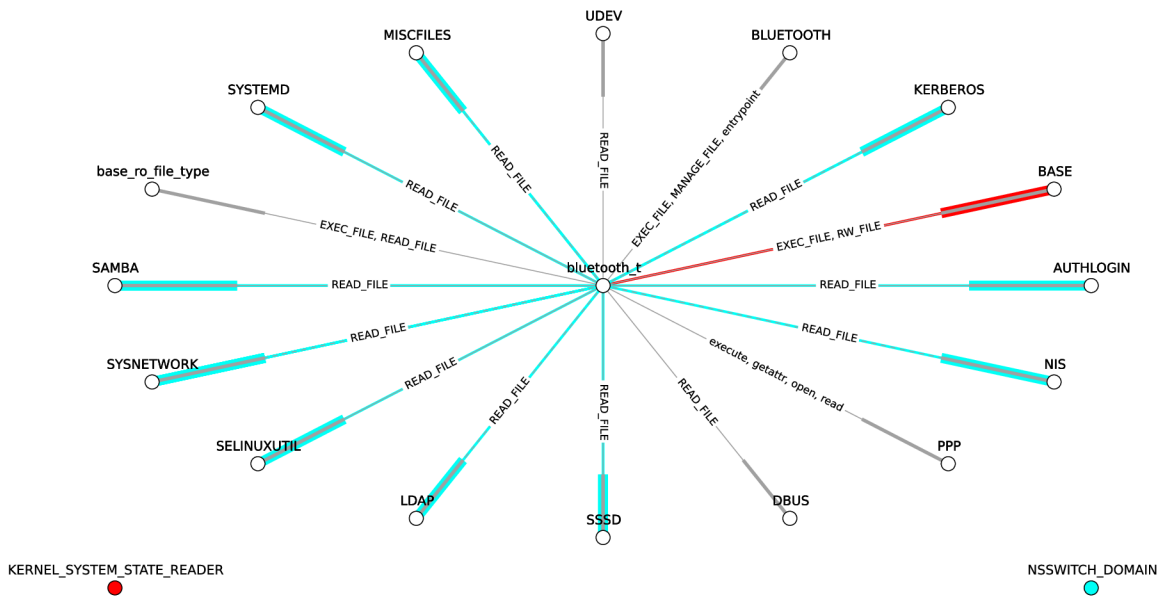 UDEV
MISCFILES
BLUETOOTH
SYSTEMD
KERBEROS
base_ro_file_type
BASE
READ_FILE
EXEC_FILE, MANAGE_FILE, entrypoint
READ_FILE
READ_FILE
READ_FILE
EXEC_FILE, READ_FILE
EXEC_FILE, RW_FILE
SAMBA
bluetooth_t
AUTHLOGIN
READ_FILE
READ_FILE
READ_FILE
READ_FILE
SYSNETWORK
NIS
READ_FILE
execute, getattr, open, read
READ_FILE
READ_FILE
READ_FILE
SELINUXUTIL
PPP
LDAP
DBUS
SSSD
KERNEL_SYSTEM_STATE_READER
NSSWITCH_DOMAIN